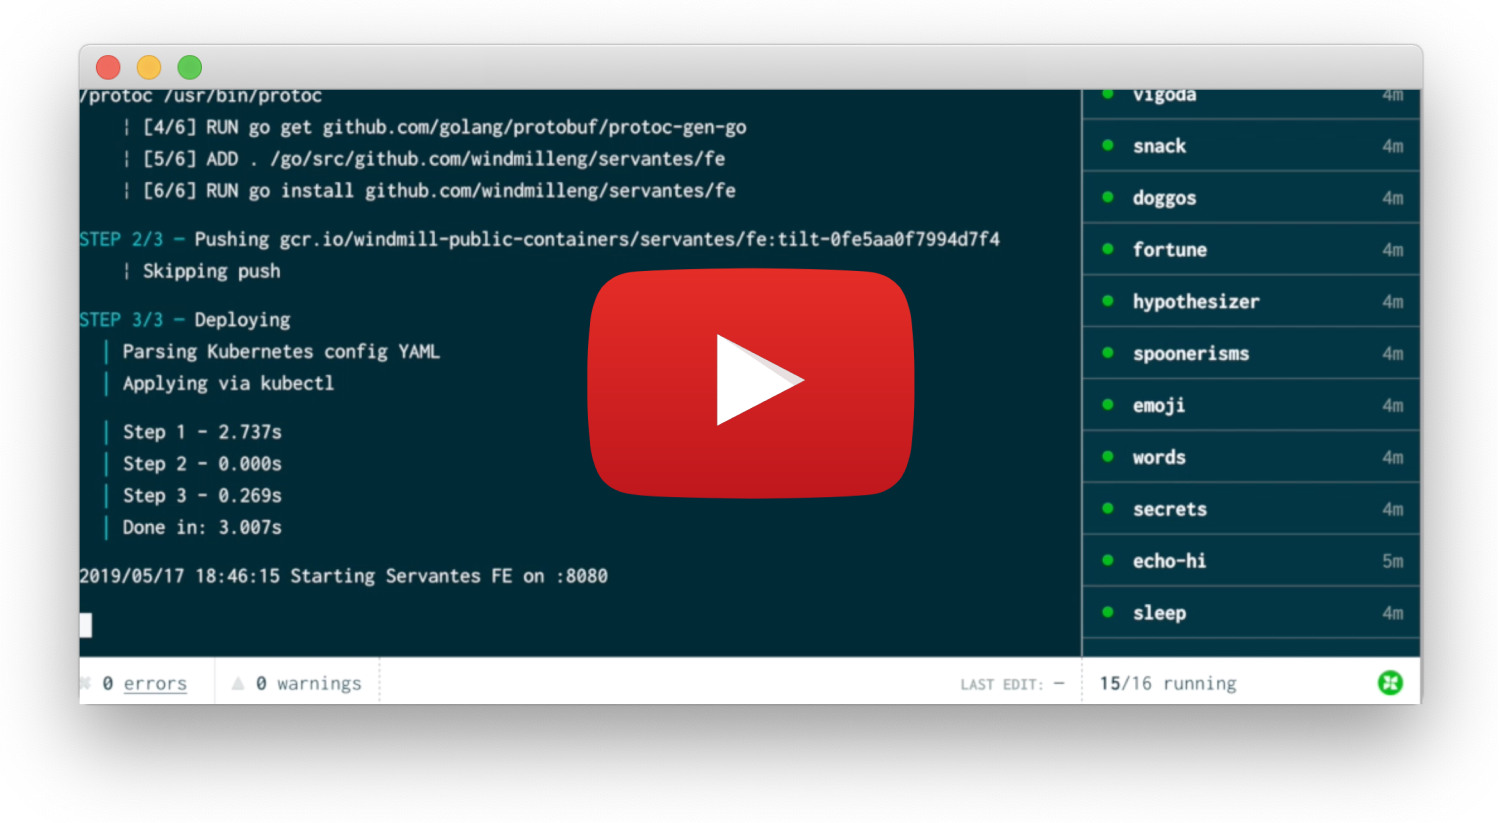 /protoc /usr/bin/protoc
¦ [4/6] RUN go get github.com/golang/protobuf/protoc-gen-go
¦ [5/6] ADD . /go/src/github.com/windmilleng/servantes/fe
¦ [6/6] RUN go install github.com/windmilleng/servantes/fe
STEP 2/3 — Pushing gcr.io/windmill-public-containers/servantes/fe:tilt-0fe5aa0f7994d7f4
¦ Skipping push
STEP 3/3 — Deploying
│ Parsing Kubernetes config YAML
│ Applying via kubectl
│ Step 1 - 2.737s
│ Step 2 - 0.000s
│ Step 3 - 0.269s
│ Done in: 3.007s
2019/05/17 18:46:15 Starting Servantes FE on :8080
vigoda 4m
snack 4m
doggos 4m
fortune 4m
hypothesizer 4m
spoonerisms 4m
emoji 4m
words 4m
secrets 4m
echo-hi 5m
sleep 4m
0 errors 0 warnings LAST EDIT: — 15/16 running